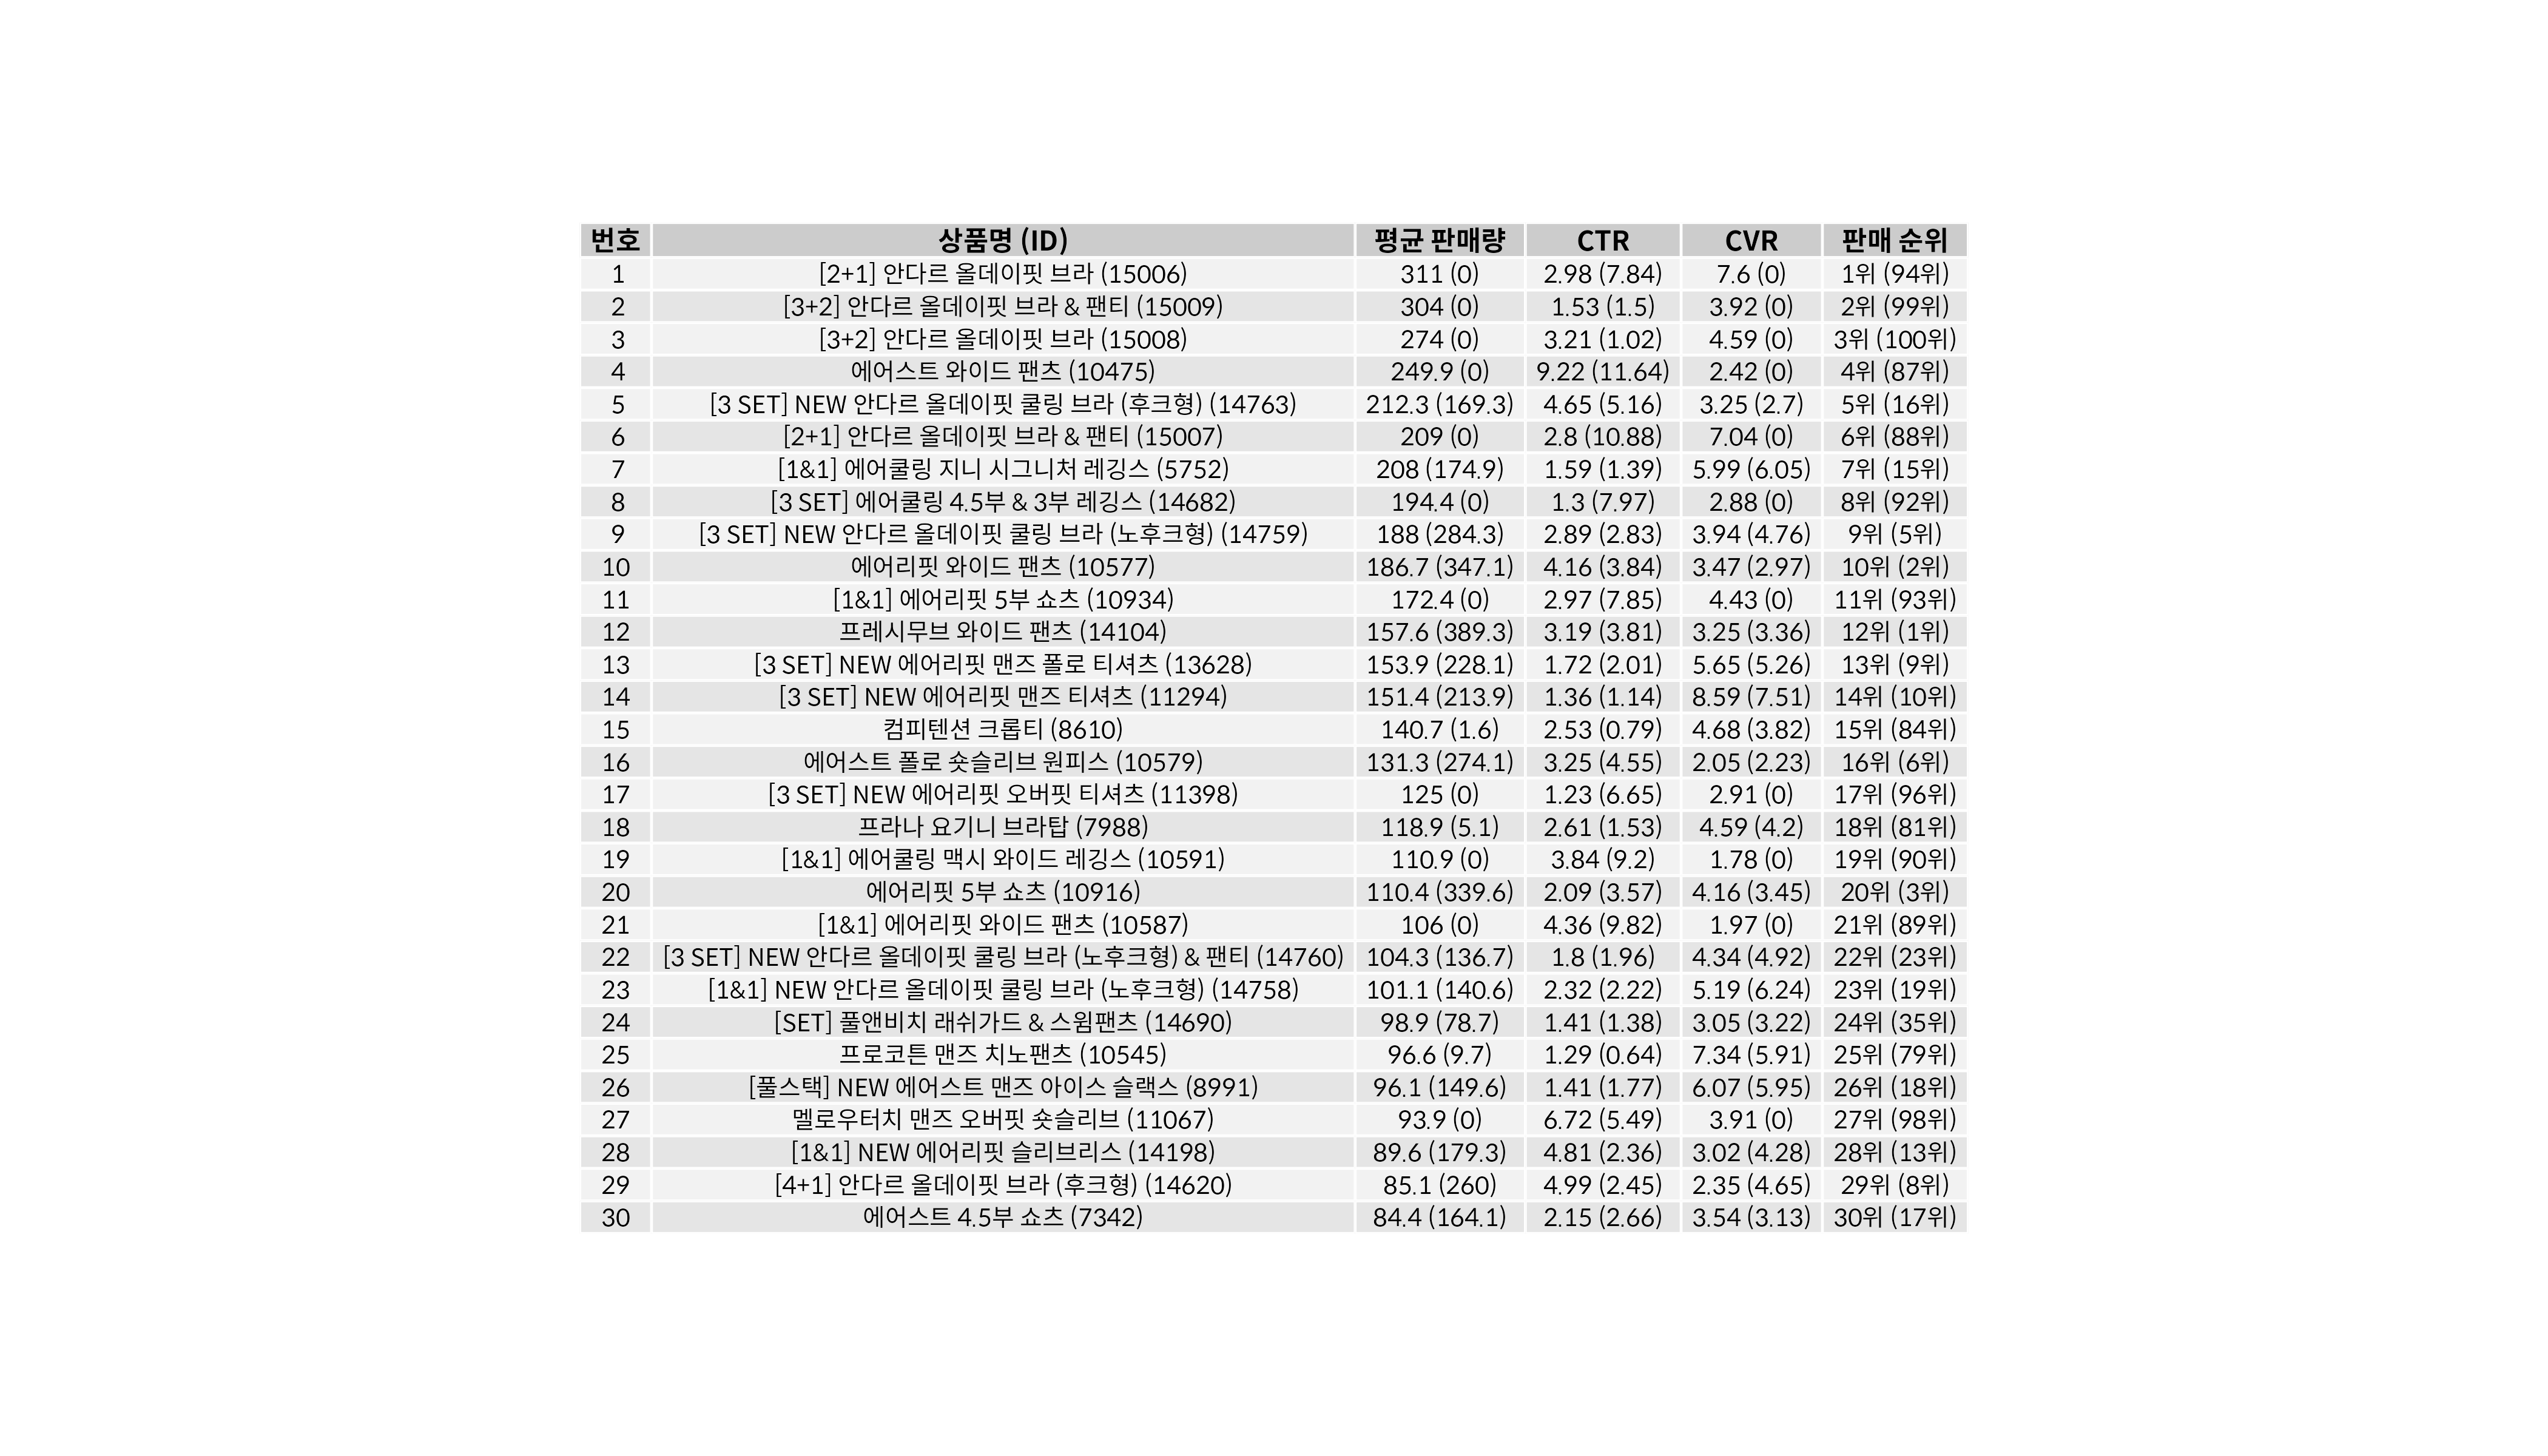 번호 상품명 (ID) 평균 판매량 CTR CVR 판매 순위
1 [2+1] 안다르 올데이핏 브라 (15006) 311 (0) 2.98 (7.84) 7.6 (0) 1위 (94위)
2 [3+2] 안다르 올데이핏 브라 & 팬티 (15009) 304 (0) 1.53 (1.5) 3.92 (0) 2위 (99위)
3 [3+2] 안다르 올데이핏 브라 (15008) 274 (0) 3.21 (1.02) 4.59 (0) 3위 (100위)
4 에어스트 와이드 팬츠 (10475) 249.9 (0) 9.22 (11.64) 2.42 (0) 4위 (87위)
5 [3 SET] NEW 안다르 올데이핏 쿨링 브라 (후크형) (14763) 212.3 (169.3) 4.65 (5.16) 3.25 (2.7) 5위 (16위)
6 [2+1] 안다르 올데이핏 브라 & 팬티 (15007) 209 (0) 2.8 (10.88) 7.04 (0) 6위 (88위)
7 [1&1] 에어쿨링 지니 시그니처 레깅스 (5752) 208 (174.9) 1.59 (1.39) 5.99 (6.05) 7위 (15위)
8 [3 SET] 에어쿨링 4.5부 & 3부 레깅스 (14682) 194.4 (0) 1.3 (7.97) 2.88 (0) 8위 (92위)
9 [3 SET] NEW 안다르 올데이핏 쿨링 브라 (노후크형) (14759) 188 (284.3) 2.89 (2.83) 3.94 (4.76) 9위 (5위)
10 에어리핏 와이드 팬츠 (10577) 186.7 (347.1) 4.16 (3.84) 3.47 (2.97) 10위 (2위)
11 [1&1] 에어리핏 5부 쇼츠 (10934) 172.4 (0) 2.97 (7.85) 4.43 (0) 11위 (93위)
12 프레시무브 와이드 팬츠 (14104) 157.6 (389.3) 3.19 (3.81) 3.25 (3.36) 12위 (1위)
13 [3 SET] NEW 에어리핏 맨즈 폴로 티셔츠 (13628) 153.9 (228.1) 1.72 (2.01) 5.65 (5.26) 13위 (9위)
14 [3 SET] NEW 에어리핏 맨즈 티셔츠 (11294) 151.4 (213.9) 1.36 (1.14) 8.59 (7.51) 14위 (10위)
15 컴피텐션 크롭티 (8610) 140.7 (1.6) 2.53 (0.79) 4.68 (3.82) 15위 (84위)
16 에어스트 폴로 숏슬리브 원피스 (10579) 131.3 (274.1) 3.25 (4.55) 2.05 (2.23) 16위 (6위)
17 [3 SET] NEW 에어리핏 오버핏 티셔츠 (11398) 125 (0) 1.23 (6.65) 2.91 (0) 17위 (96위)
18 프라나 요기니 브라탑 (7988) 118.9 (5.1) 2.61 (1.53) 4.59 (4.2) 18위 (81위)
19 [1&1] 에어쿨링 맥시 와이드 레깅스 (10591) 110.9 (0) 3.84 (9.2) 1.78 (0) 19위 (90위)
20 에어리핏 5부 쇼츠 (10916) 110.4 (339.6) 2.09 (3.57) 4.16 (3.45) 20위 (3위)
21 [1&1] 에어리핏 와이드 팬츠 (10587) 106 (0) 4.36 (9.82) 1.97 (0) 21위 (89위)
22 [3 SET] NEW 안다르 올데이핏 쿨링 브라 (노후크형) & 팬티 (14760) 104.3 (136.7) 1.8 (1.96) 4.34 (4.92) 22위 (23위)
23 [1&1] NEW 안다르 올데이핏 쿨링 브라 (노후크형) (14758) 101.1 (140.6) 2.32 (2.22) 5.19 (6.24) 23위 (19위)
24 [SET] 풀앤비치 래쉬가드 & 스윔팬츠 (14690) 98.9 (78.7) 1.41 (1.38) 3.05 (3.22) 24위 (35위)
25 프로코튼 맨즈 치노팬츠 (10545) 96.6 (9.7) 1.29 (0.64) 7.34 (5.91) 25위 (79위)
26 [풀스택] NEW 에어스트 맨즈 아이스 슬랙스 (8991) 96.1 (149.6) 1.41 (1.77) 6.07 (5.95) 26위 (18위)
27 멜로우터치 맨즈 오버핏 숏슬리브 (11067) 93.9 (0) 6.72 (5.49) 3.91 (0) 27위 (98위)
28 [1&1] NEW 에어리핏 슬리브리스 (14198) 89.6 (179.3) 4.81 (2.36) 3.02 (4.28) 28위 (13위)
29 [4+1] 안다르 올데이핏 브라 (후크형) (14620) 85.1 (260) 4.99 (2.45) 2.35 (4.65) 29위 (8위)
30 에어스트 4.5부 쇼츠 (7342) 84.4 (164.1) 2.15 (2.66) 3.54 (3.13) 30위 (17위)